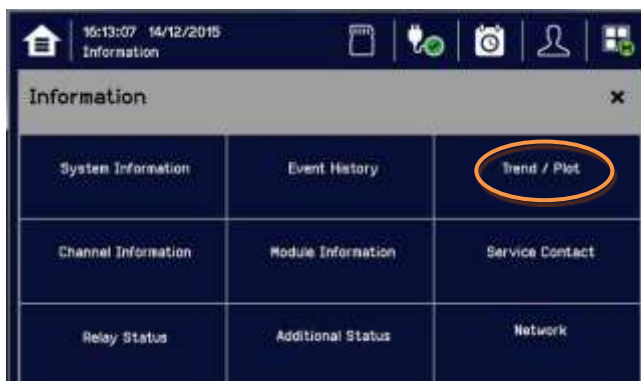 16:13:07 14/12/2015
Information
Information
System Information Event History Trend / Plot
Channel Information Module Information Service Contact
Relay Status Additional Status Network